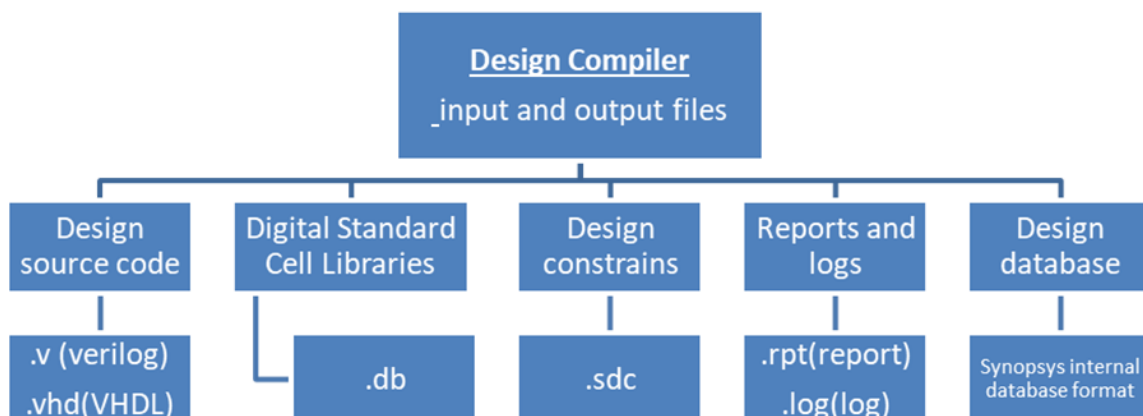 Design Compiler
_input and output files
Design
source code
Digital Standard
Cell Libraries
Design
constrains
Reports and
logs
Design
database
.v (verilog)
.vhd(VHDL)
.db
.sdc
.rpt(report)
.log(log)
Synopsys internal
database format